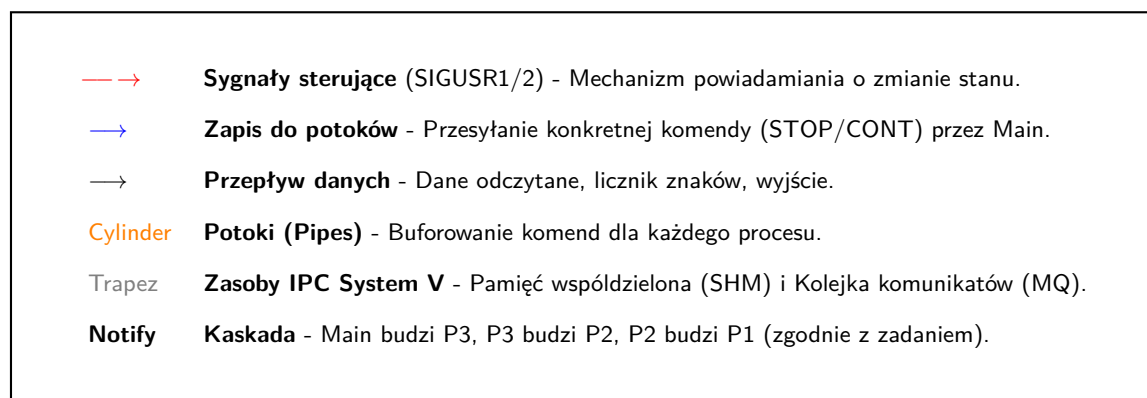 Sygnały sterujące (SIGUSR1/2) - Mechanizm powiadamiania o zmianie stanu.
Zapis do potoków - Przesyłanie konkretnej komendy (STOP/CONT) przez Main.
Przepływ danych - Dane odczytane, licznik znaków, wyjście.
Cylinder Potoki (Pipes) - Buforowanie komend dla każdego procesu.
Trapez Zasoby IPC System V - Pamięć wspóldzielona (SHM) i Kolejka komunikatów (MQ).
Notify Kaskada - Main budzi P3, P3 budzi P2, P2 budzi P1 (zgodnie z zadaniem).